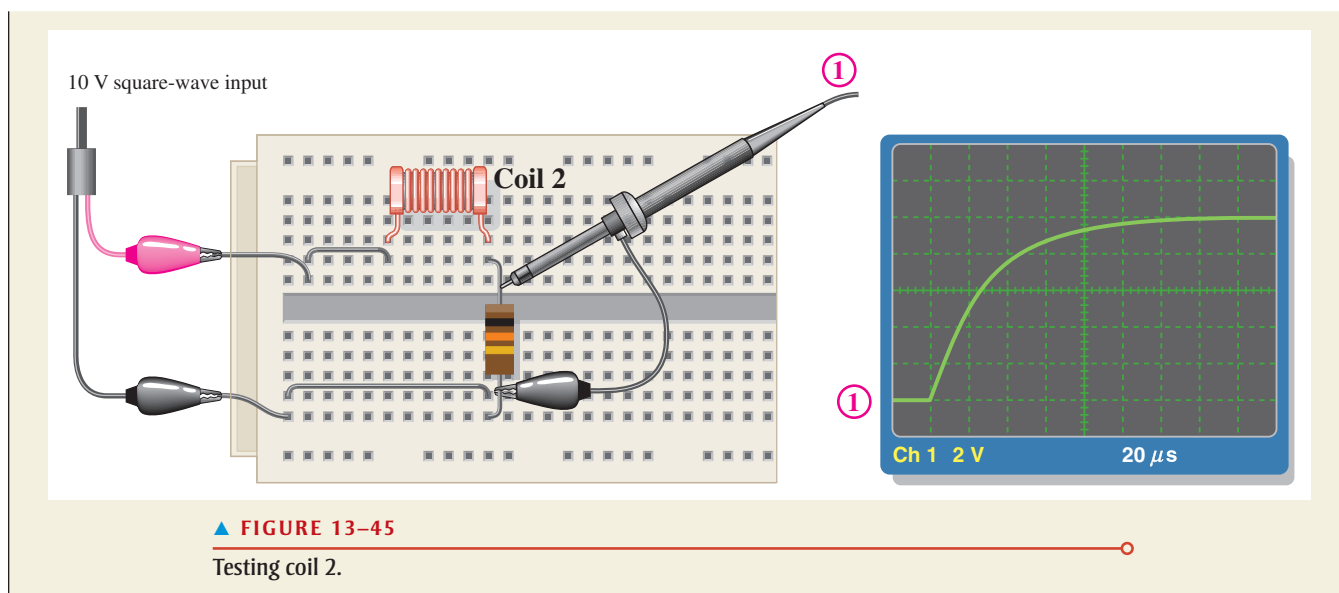 10 V square-wave input
1
Coil 2
1
Ch 1 2 V 20 μs
▲ FIGURE 13–45
Testing coil 2.